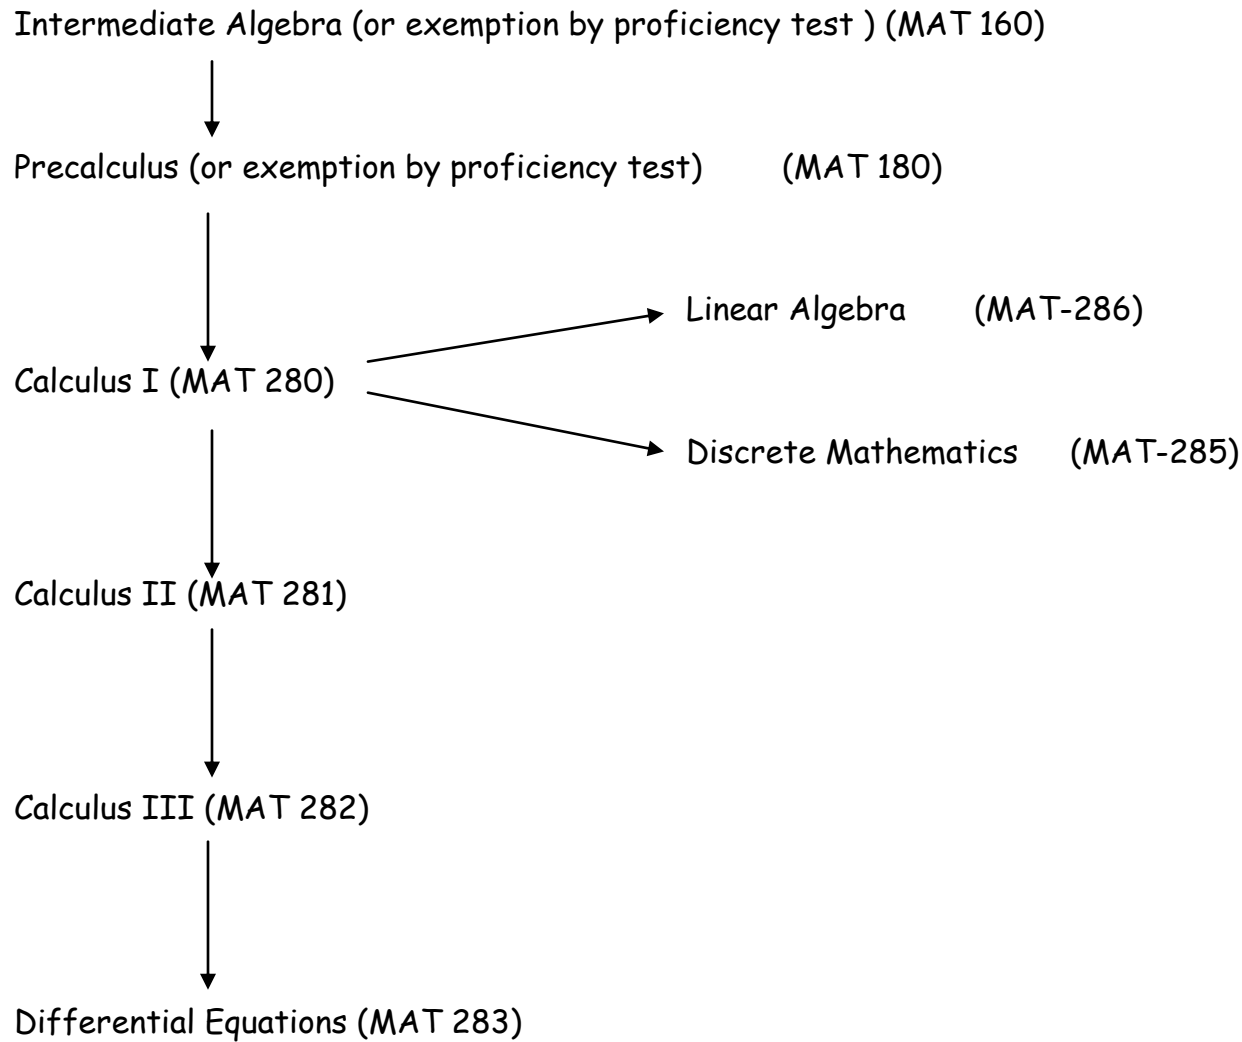 Intermediate Algebra (or exemption by proficiency test ) (MAT 160)
Precalculus (or exemption by proficiency test) (MAT 180)
Linear Algebra (MAT-286)
Calculus I (MAT 280)
Discrete Mathematics (MAT-285)
Calculus II (MAT 281)
Calculus III (MAT 282)
Differential Equations (MAT 283)